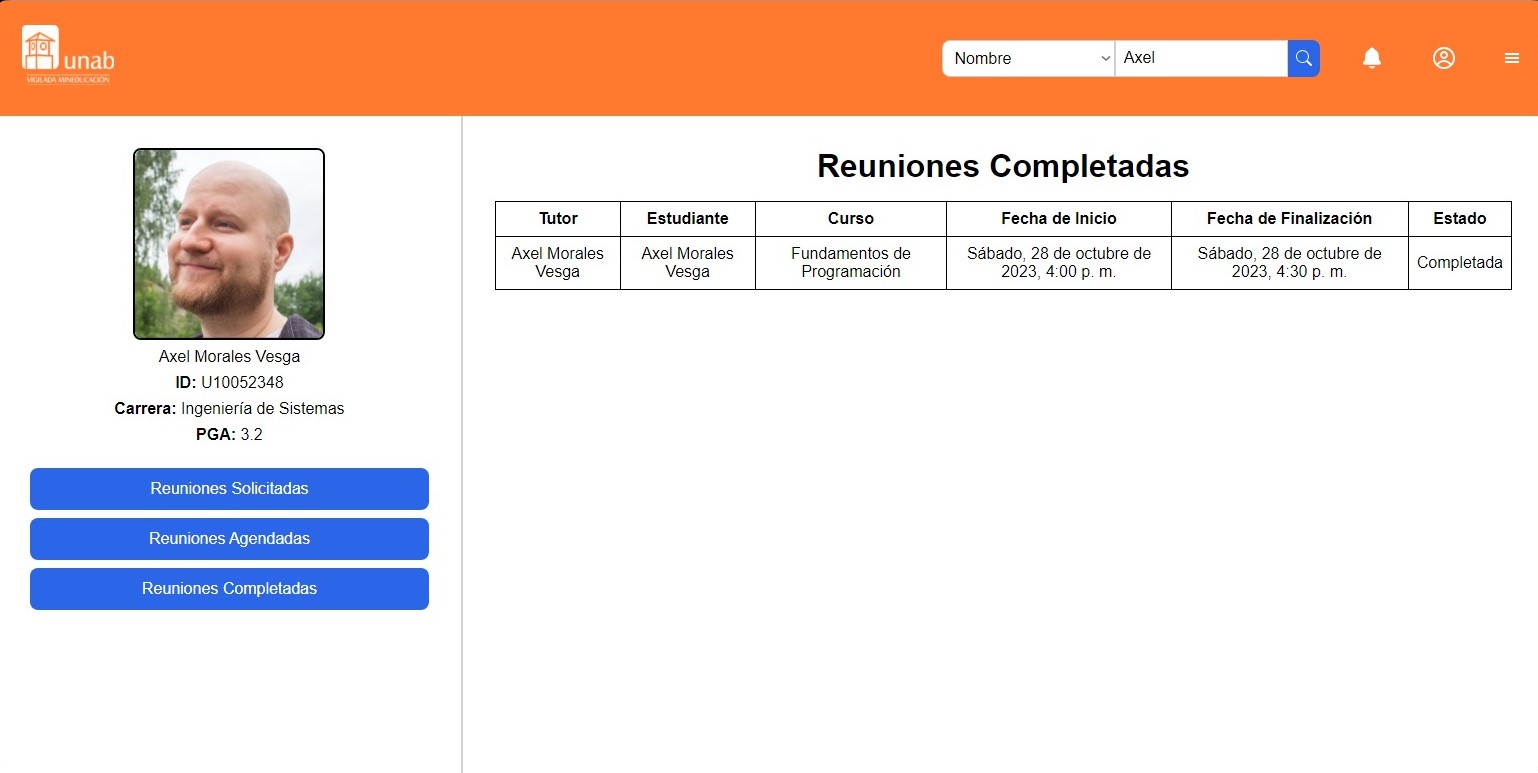 unab
VIGILADA MINEDUCACIÓN
Nombre
Axel
Axel Morales Vesga
ID: U10052348
Carrera: Ingeniería de Sistemas
PGA: 3.2
Reuniones Solicitadas
Reuniones Agendadas
Reuniones Completadas
Reuniones Completadas
Tutor Estudiante Curso Fecha de Inicio Fecha de Finalización Estado
Axel Morales Axel Morales Fundamentos de Sábado, 28 de octubre de Sábado, 28 de octubre de Completada
Vesga Vesga Programación 2023, 4:00 p. m. 2023, 4:30 p. m.